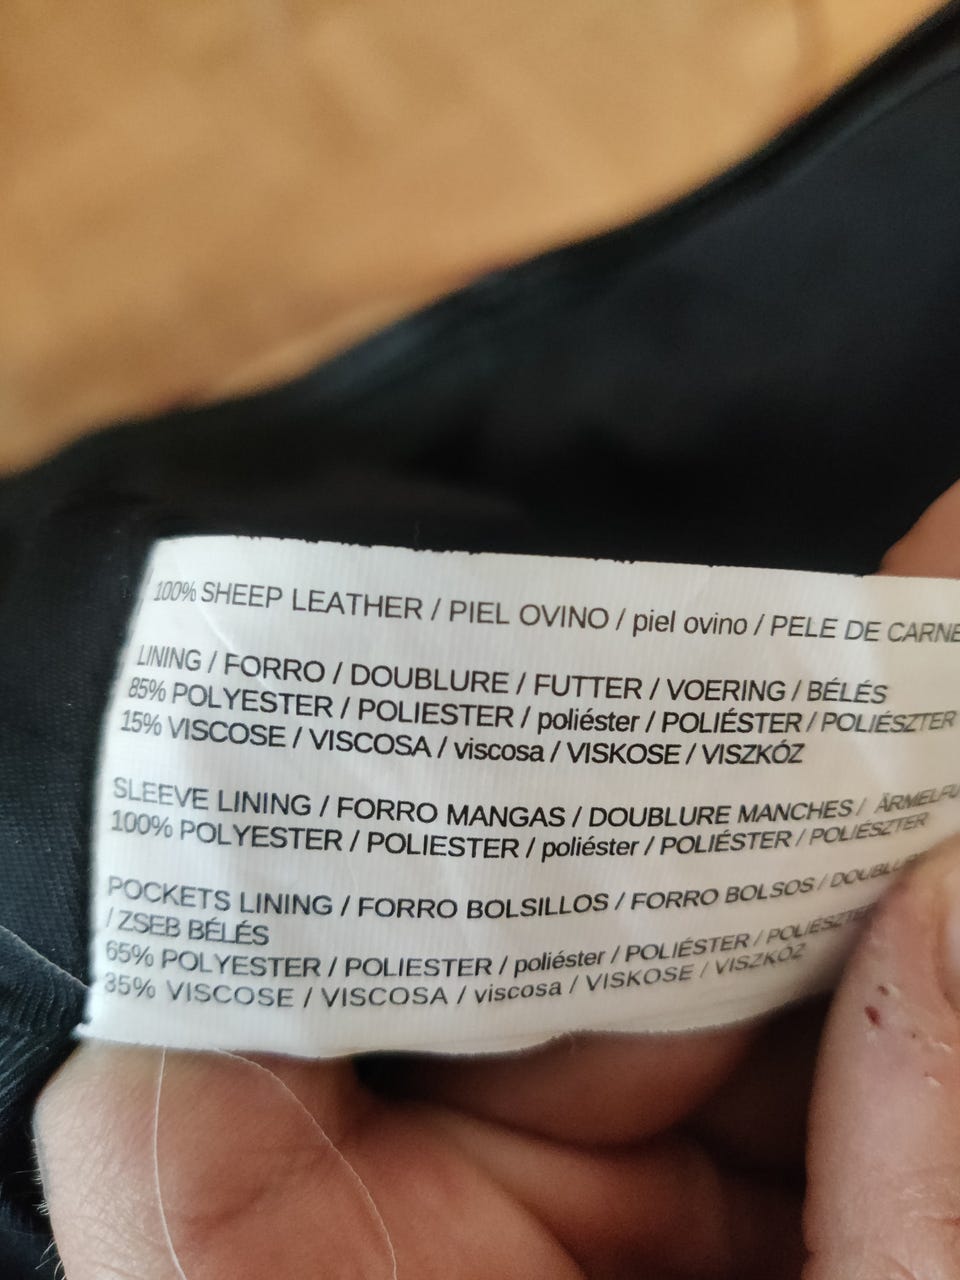 100% SHEEP LEATHER / PIEL OVINO / piel ovino / PELE DE CARNE
LINING / FORRO / DOUBLURE / FUTTER / VOERING / BÉLÉS
85% POLYESTER / POLIESTER / poliéster / POLIÉSTER / POLIÉSZTER
15% VISCOSE / VISCOSA / viscosa / VISKOSE / VISZKÓZ
SLEEVE LINING / FORRO MANGAS / DOUBLURE MANCHES /
100% POLYESTER / POLIESTER / poliéster / POLIÉSTER / POLIÉSZTER
POCKETS LINING / FORRO BOLSILLOS / FORRO BOLSOS /
/ ZSEB BÉLÉS
65% POLYESTER / POLIESTER / poliéster / POLIÉSTER /
35% VISCOSE / VISCOSA / viscosa / VISKOSE / VISZKÓZ